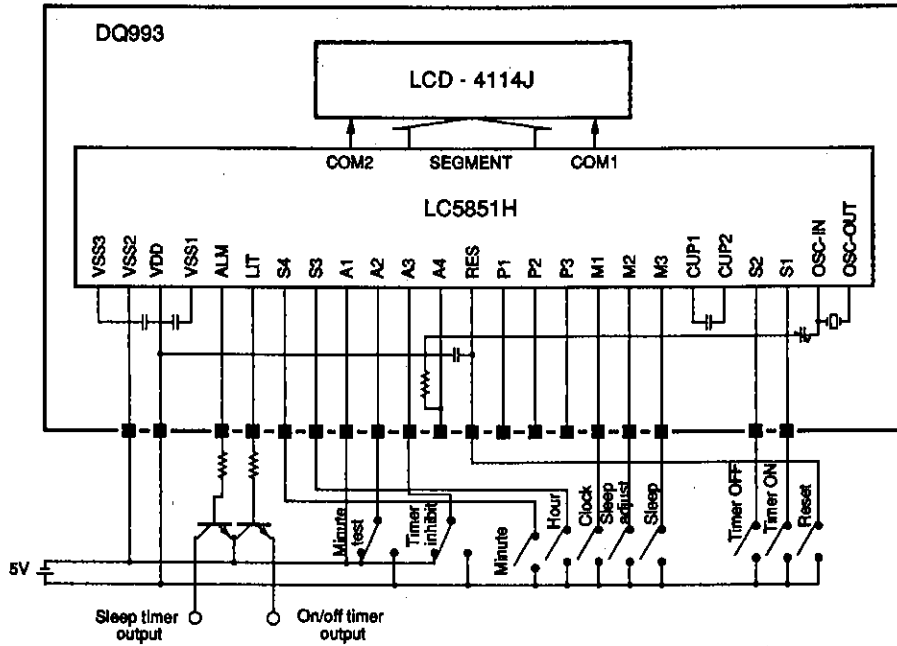 DQ993
LCD - 4114J
COM2
SEGMENT
COM1
LC5851H
VSS3
VSS2
VDD
VSS1
ALM
LIT
S4
S3
A1
A2
A3
A4
RES
P1
P2
P3
M1
M2
M3
CUP1
CUP2
S2
S1
OSC-IN
OSC-OUT
Minute
test
Timer
inhibit
Minute
Hour
Clock
Sleep
adjust
Sleep
Timer OFF
Timer ON
Reset
5V
Sleep timer
output
On/off timer
output